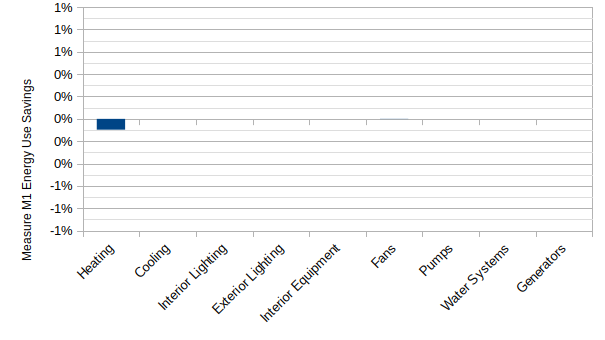 1%
1%
1%
0%
0%
0%
0%
0%
-1%
-1%
-1%
Measure M1 Energy Use Savings
Heating
Cooling
Interior Lighting
Exterior Lighting
Interior Equipment
Fans
Pumps
Water Systems
Generators